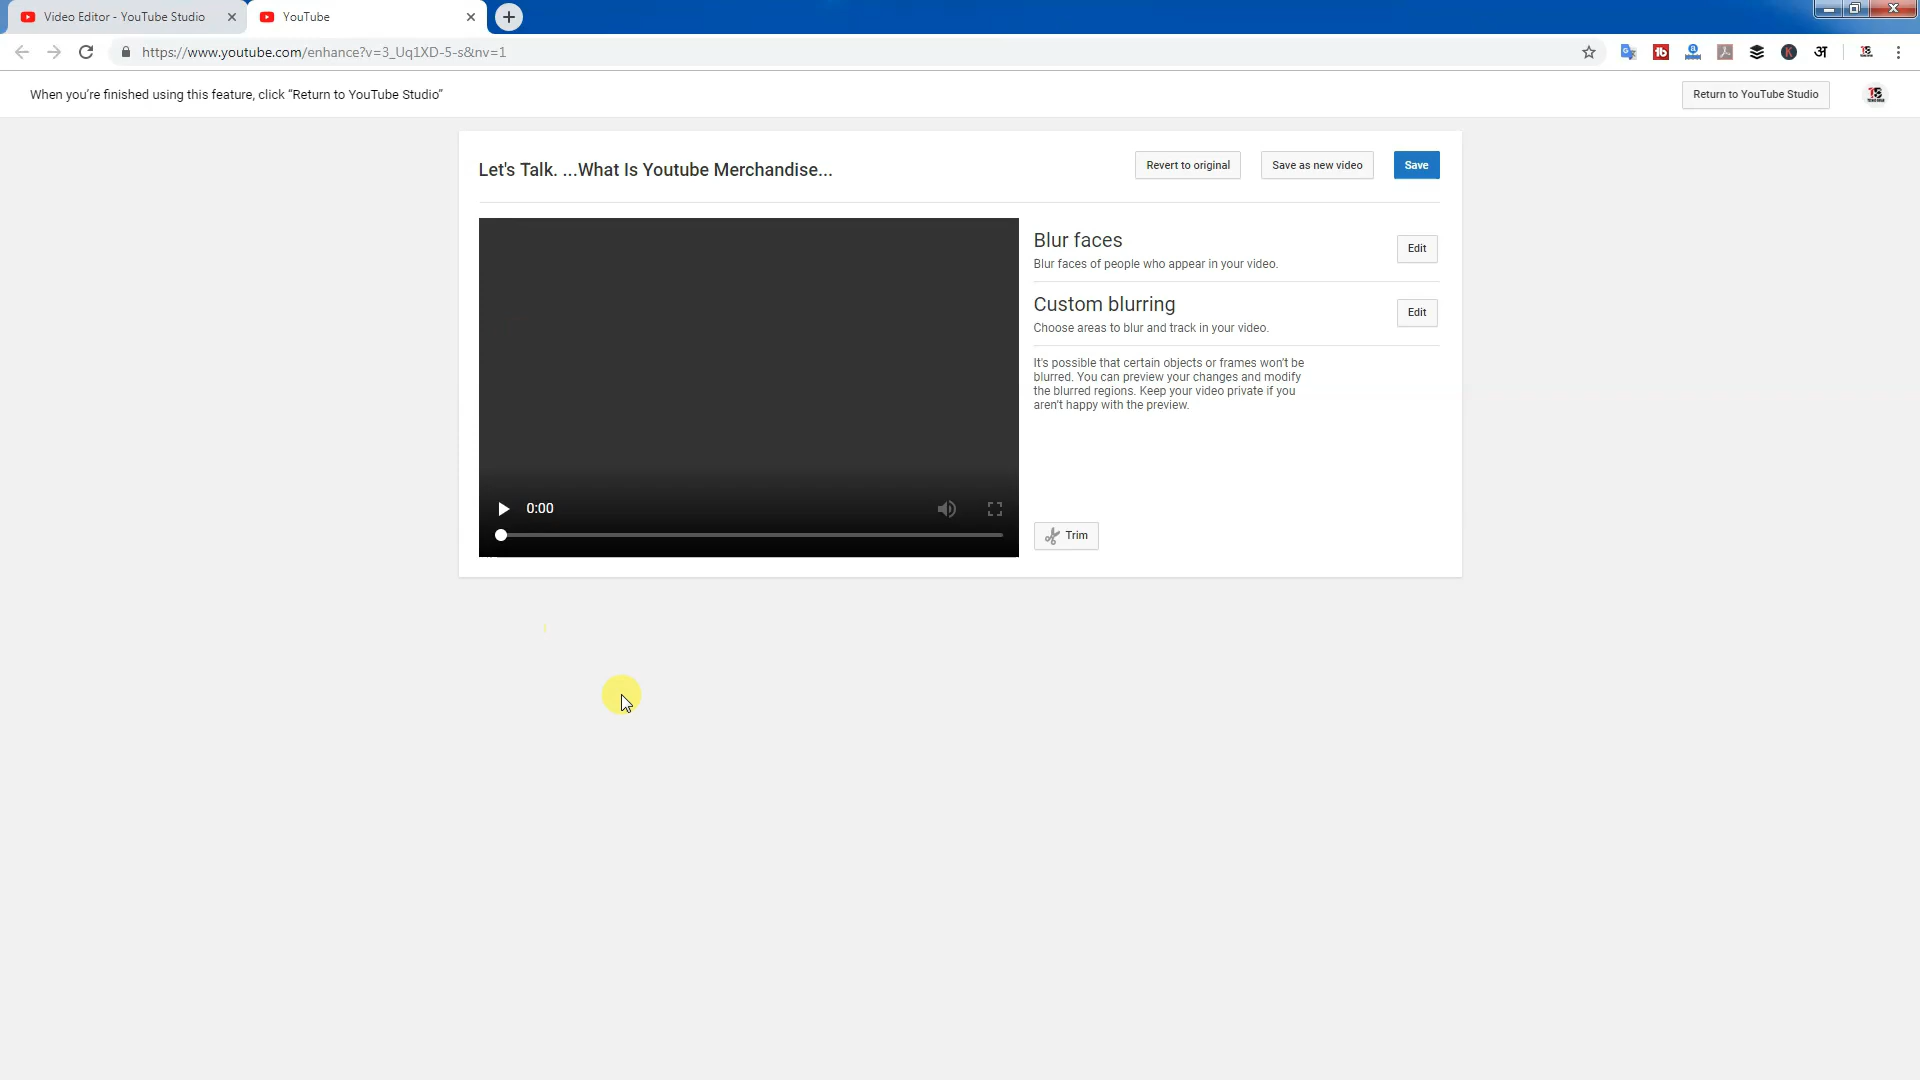 Video Editor - YouTube Studio
YouTube
https://www.youtube.com/enhance?v=3_Uq1XD-5-s&nv=1
When you're finished using this feature, click “Return to YouTube Studio”
Return to YouTube Studio
Let's Talk. ...What Is Youtube Merchandise...
Revert to original
Save as new video
Save
Blur faces
Blur faces of people who appear in your video.
Edit
Custom blurring
Choose areas to blur and track in your video.
Edit
It's possible that certain objects or frames won't be
blurred. You can preview your changes and modify
the blurred regions. Keep your video private if you
aren't happy with the preview.
0:00
Trim